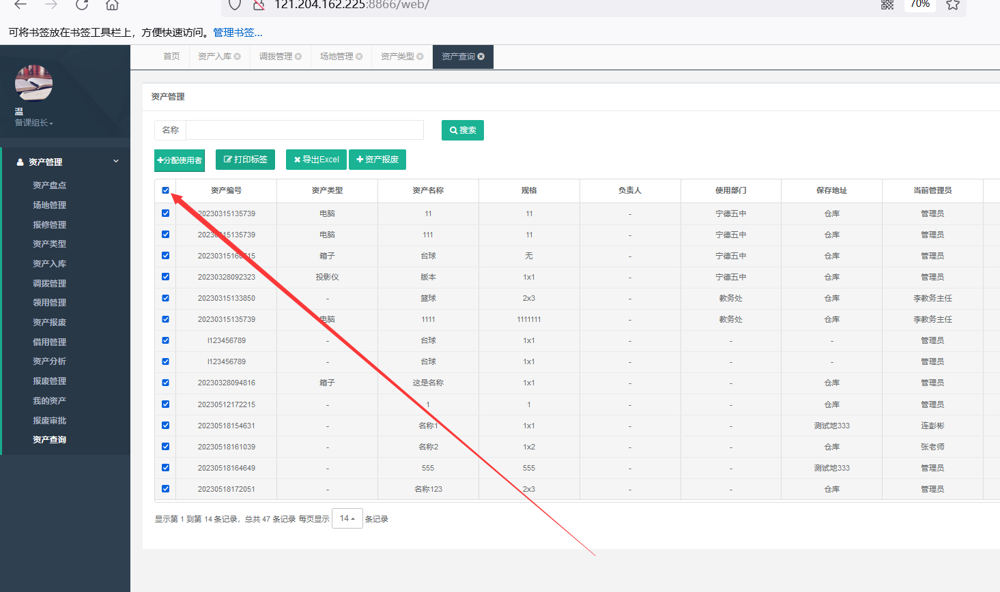 121.204.162.225:8866/web/
70%
可将书签放在书签工具栏上，方便快速访问。管理书签...
首页 资产入库 调拨管理 场地管理 资产类型 资产查询
温
备课组长
资产管理
资产盘点
场地管理
报修管理
资产类型
资产入库
调拨管理
领用管理
资产报废
借用管理
资产分析
报废管理
我的资产
报废审批
资产查询
资产管理
名称 搜索
分配使用者 打印标签 导出Excel 资产报废
资产编号 资产类型 资产名称 规格 负责人 使用部门 保存地址 当前管理员
20230315135739 电脑 11 11 - 宁德五中 仓库 管理员
20230315135739 电脑 111 11 - 宁德五中 仓库 管理员
箱子 台球 无 - 宁德五中 仓库 管理员
20230328092323 投影仪 版本 1x1 - 宁德五中 仓库 管理员
20230315133850 - 篮球 2x3 - 教务处 仓库 李教务主任
20230315135739 电脑 1111 1111111 - 教务处 仓库 李教务主任
I123456789 - 台球 1x1 - - - 管理员
I123456789 - 台球 1x1 - - - 管理员
20230328094816 箱子 这是名称 1x1 - - 仓库 管理员
20230512172215 - 1 1 - - 仓库 管理员
20230518154631 - 名称1 1x1 - - 测试地333 连彭彬
20230518161039 - 名称2 1x2 - - 仓库 张老师
20230518164649 - 555 555 - - 测试地333 管理员
20230518172051 - 名称123 2x3 - - 仓库 管理员
显示第 1 到第 14 条记录，总共 47 条记录 每页显示 14 条记录